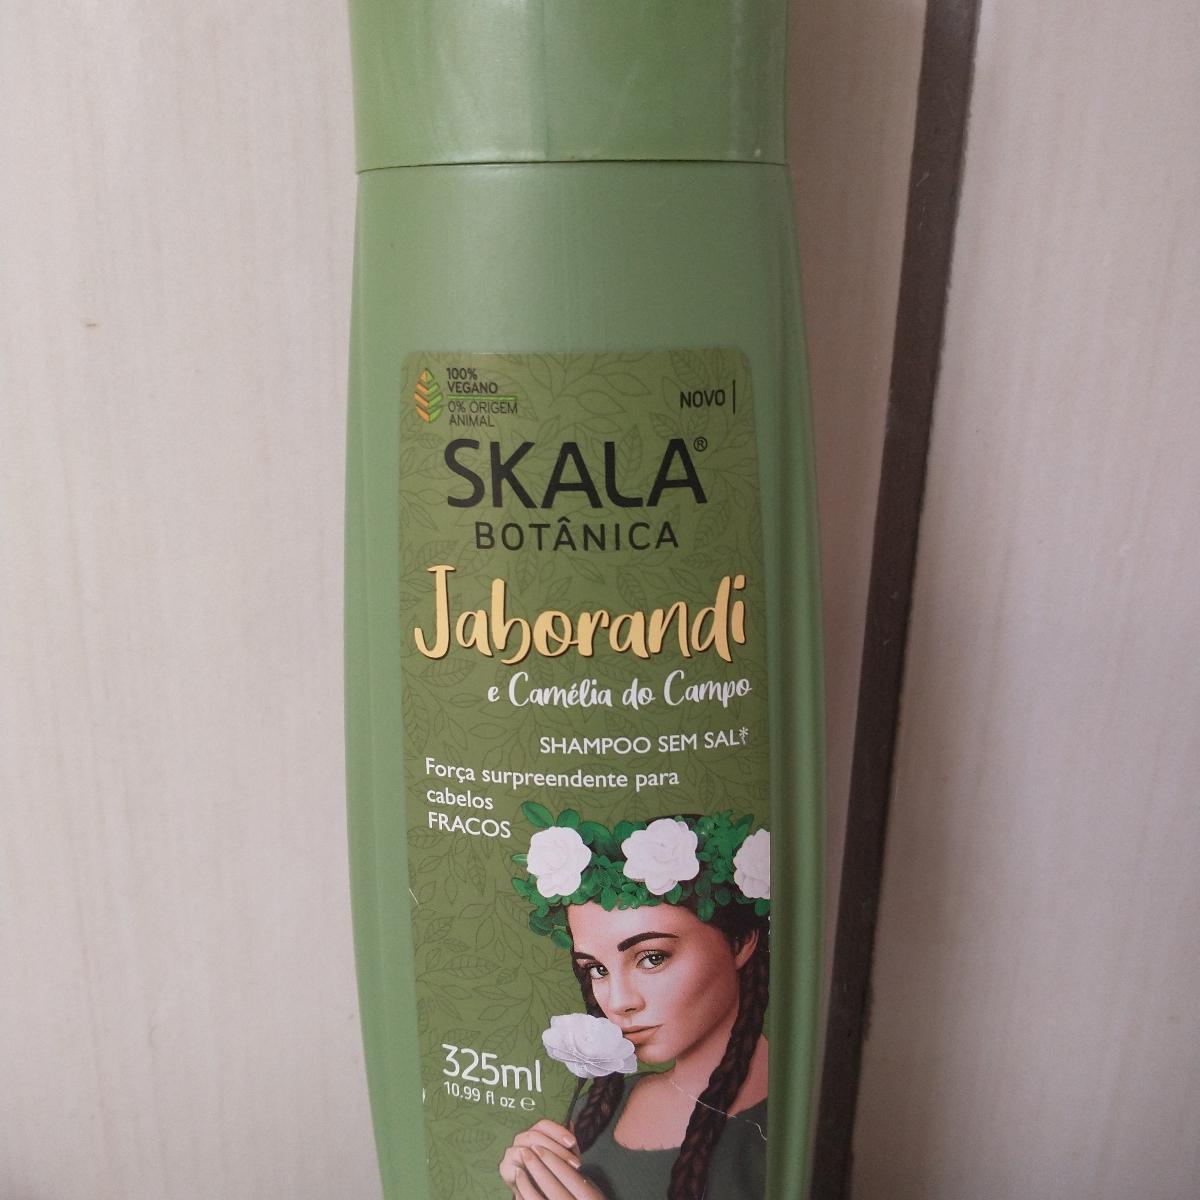 100%
VEGANO
0% ORIGEM
ANIMAL
NOVO
SKALA®
BOTÂNICA
Jaborandi
e Camélia do Campo
SHAMPOO SEM SAL*
Força surpreendente para
cabelos
FRACOS
325ml
10,99 fl oz ℮